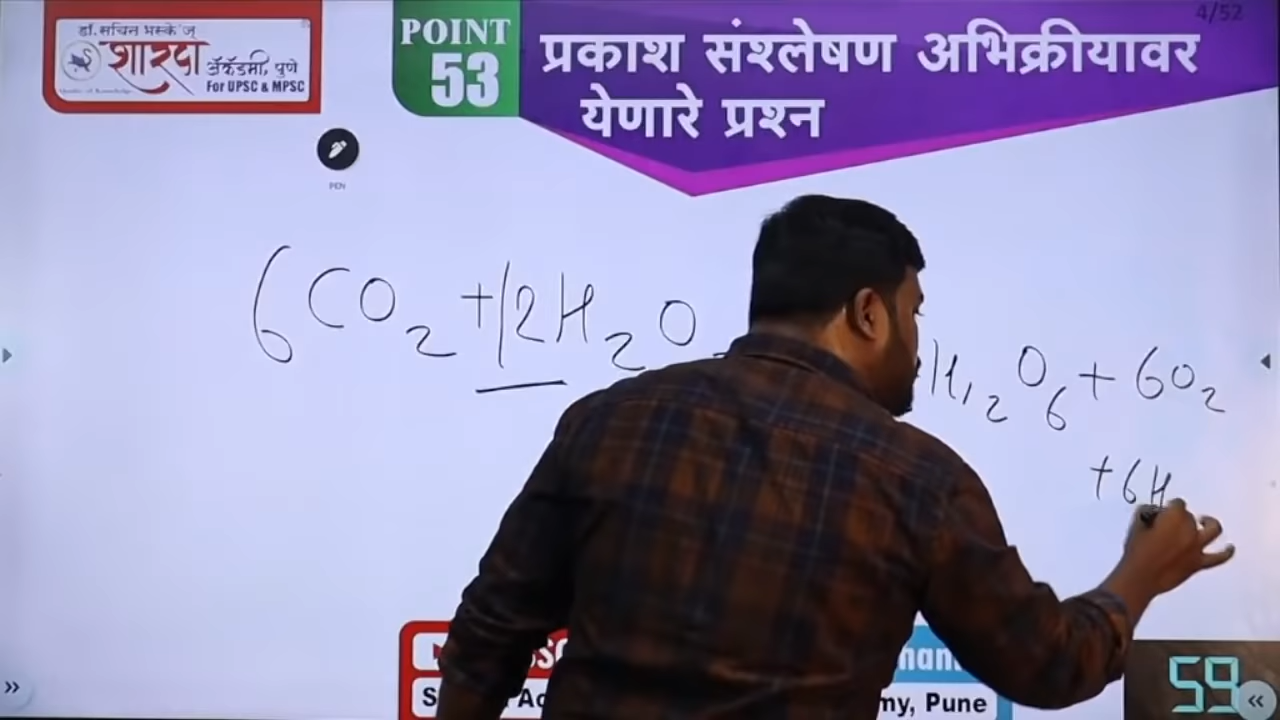 डॉ. सचिन भस्के ज्
शारदा
ॲकॅडमी, पुणे
For UPSC & MPSC
POINT
53
प्रकाश संश्लेषण अभिक्रीयावर
येणारे प्रश्न
4/52
PEN
6CO2 + 12H2O
H12O6 + 6O2
+ 6H
my, Pune
59